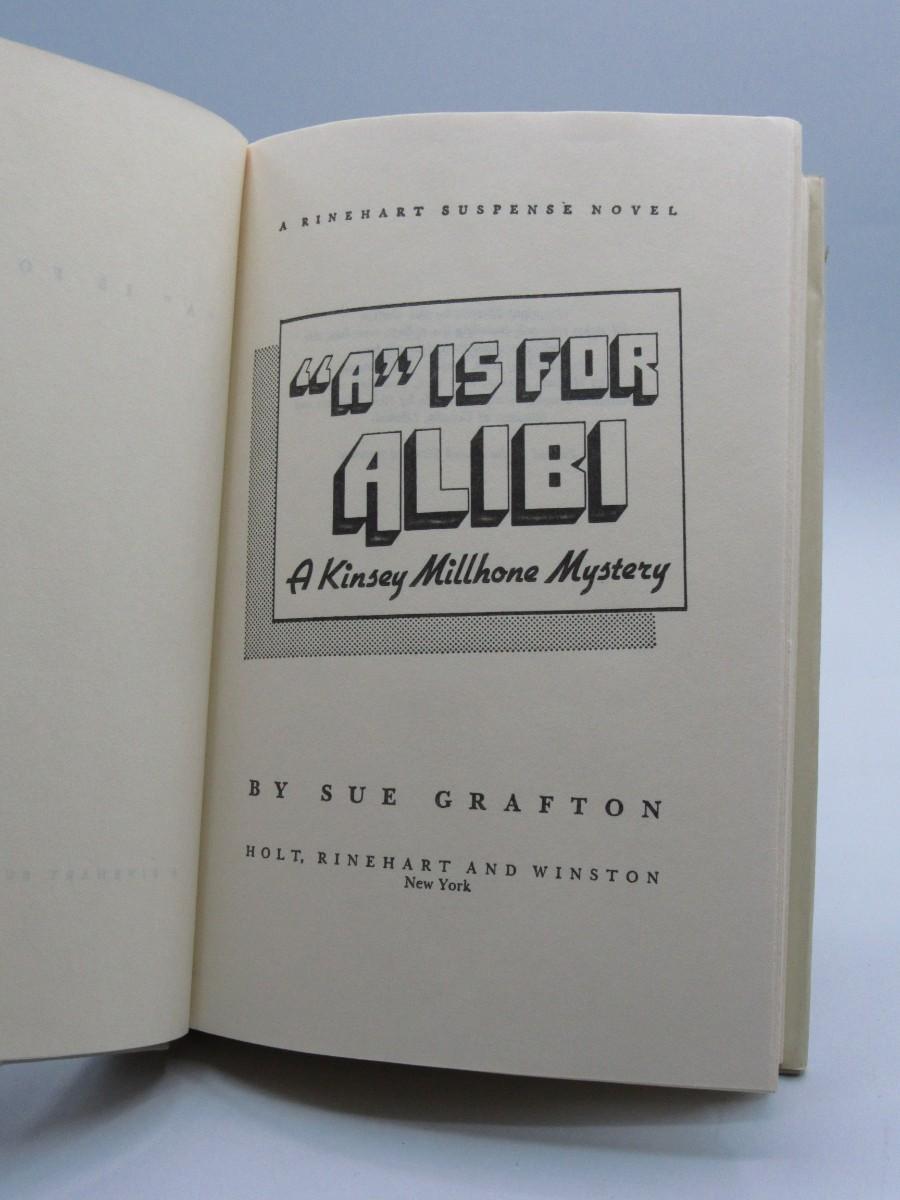 A RINEHART SUSPENSE NOVEL
“A” IS FOR
ALIBI
A Kinsey Millhone Mystery
BY SUE GRAFTON
HOLT, RINEHART AND WINSTON
New York